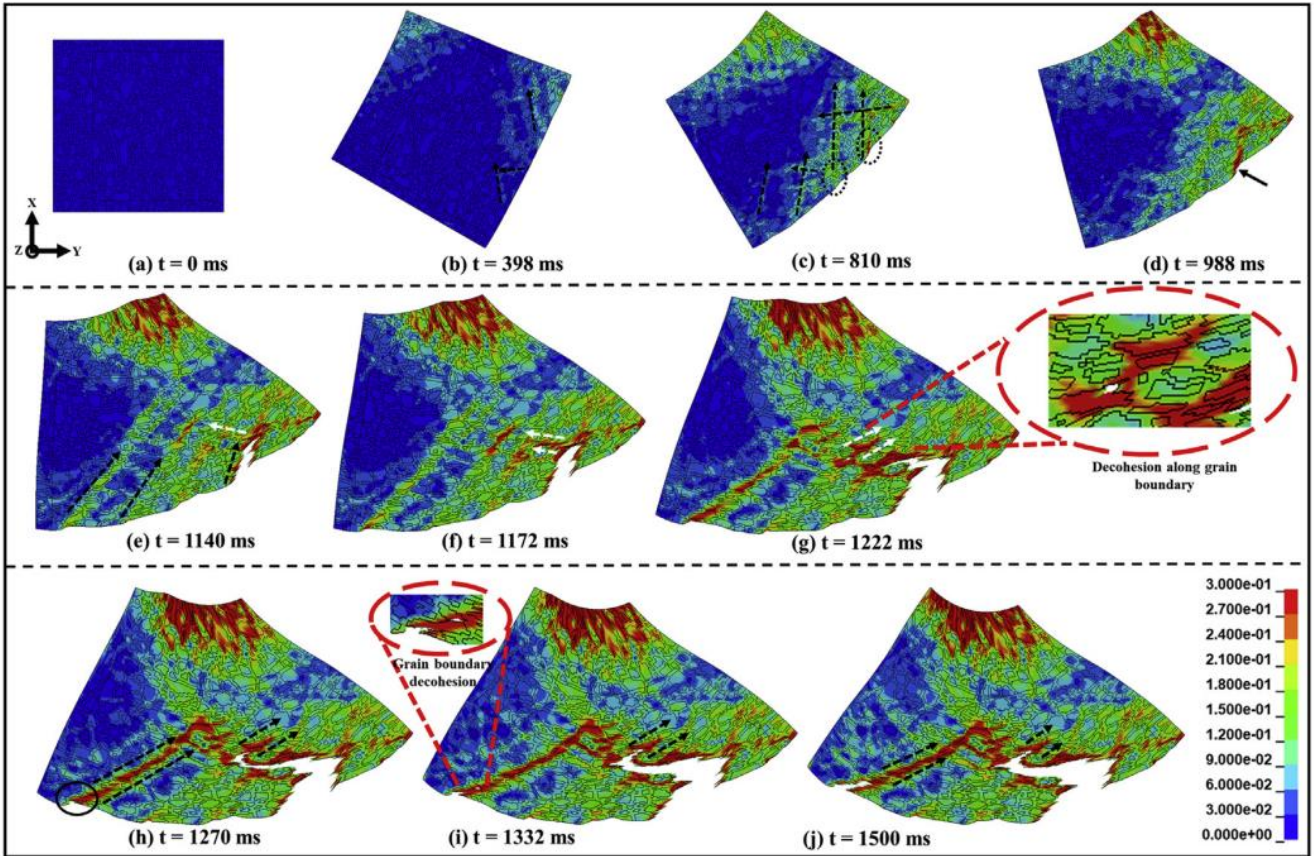 X
Z
Y
(a) t = 0 ms
(b) t = 398 ms
(c) t = 810 ms
(d) t = 988 ms
(e) t = 1140 ms
(f) t = 1172 ms
(g) t = 1222 ms
Decohesion along grain
boundary
Grain boundary
decohesion
(h) t = 1270 ms
(i) t = 1332 ms
(j) t = 1500 ms
3.000e-01
2.700e-01
2.400e-01
2.100e-01
1.800e-01
1.500e-01
1.200e-01
9.000e-02
6.000e-02
3.000e-02
0.000e+00